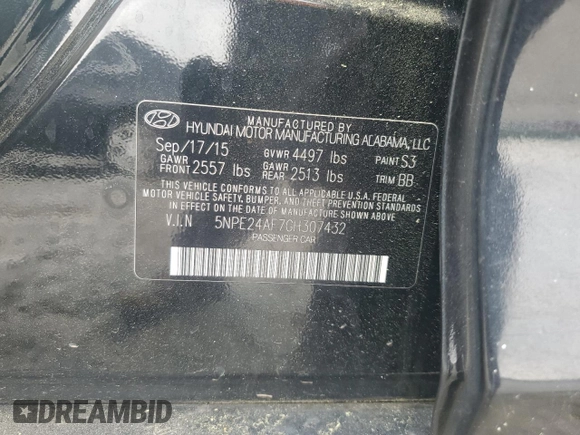 MANUFACTURED BY
HYUNDAI MOTOR MANUFACTURING ALABAMA, LLC
Sep/17/15 GVWR 4497 lbs PAINT S3
GAWR FRONT 2557 lbs GAWR REAR 2513 lbs TRIM BB
THIS VEHICLE CONFORMS TO ALL APPLICABLE U.S.A. FEDERAL
MOTOR VEHICLE SAFETY, BUMPER, AND THEFT PREVENTION STANDARDS
IN EFFECT ON THE DATE OF MANUFACTURE SHOWN ABOVE.
V.I.N 5NPE24AF7GH307432
PASSENGER CAR
DREAMBID